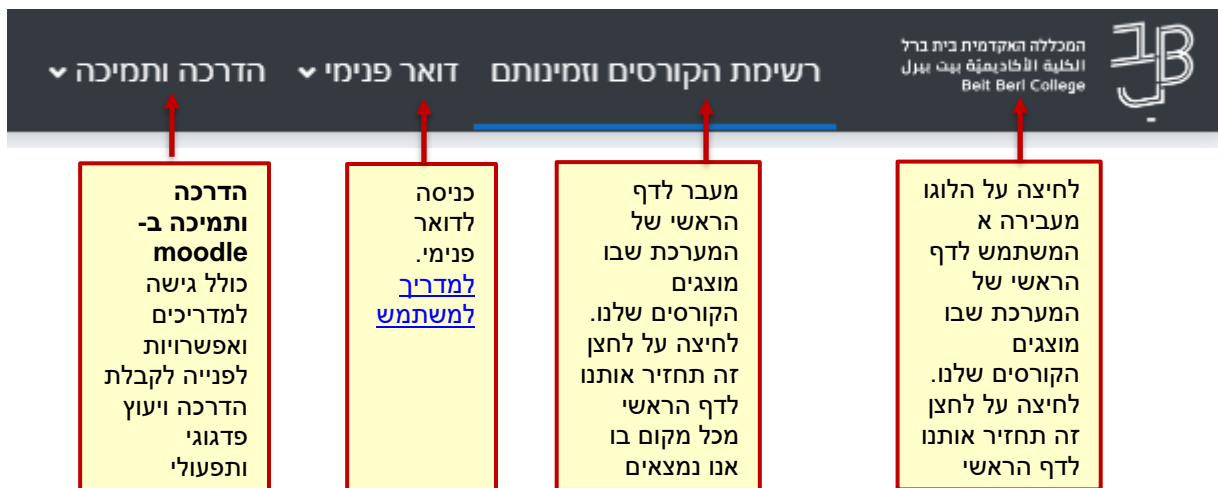 המכללה האקדמית בית ברל
الكلية الأكاديميّة بيت بيرل
Beit Berl College
רשימת הקורסים וזמינותם
דואר פנימי
הדרכה ותמיכה
לחיצה על הלוגו
מעבירה א
המשתמש לדף
הראשי של
המערכת שבו
מוצגים
הקורסים שלנו.
לחיצה על לחצן
זה תחזיר אותנו
לדף הראשי
מעבר לדף
הראשי של
המערכת שבו
מוצגים
הקורסים שלנו.
לחיצה על לחצן
זה תחזיר אותנו
לדף הראשי
מכל מקום בו
אנו נמצאים
כניסה
לדואר
פנימי.
למדריך
למשתמש
הדרכה
ותמיכה ב-
moodle
כולל גישה
למדריכים
ואפשרויות
לפנייה לקבלת
הדרכה ויעוץ
פדגוגי
ותפעולי